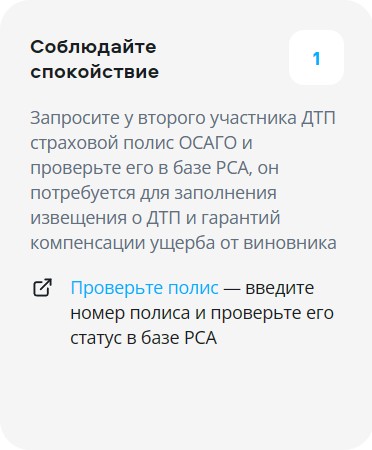 Соблюдайте
спокойствие
1
Запросите у второго участника ДТП
страховой полис ОСАГО и
проверьте его в базе РСА, он
потребуется для заполнения
извещения о ДТП и гарантий
компенсации ущерба от виновника
Проверьте полис — введите
номер полиса и проверьте его
статус в базе РСА